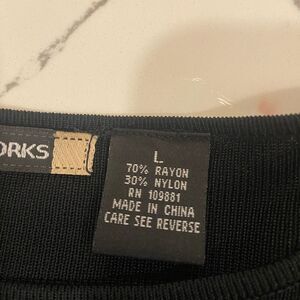 ORKS
L
70% RAYON
30% NYLON
RN 109881
MADE IN CHINA
CARE SEE REVERSE